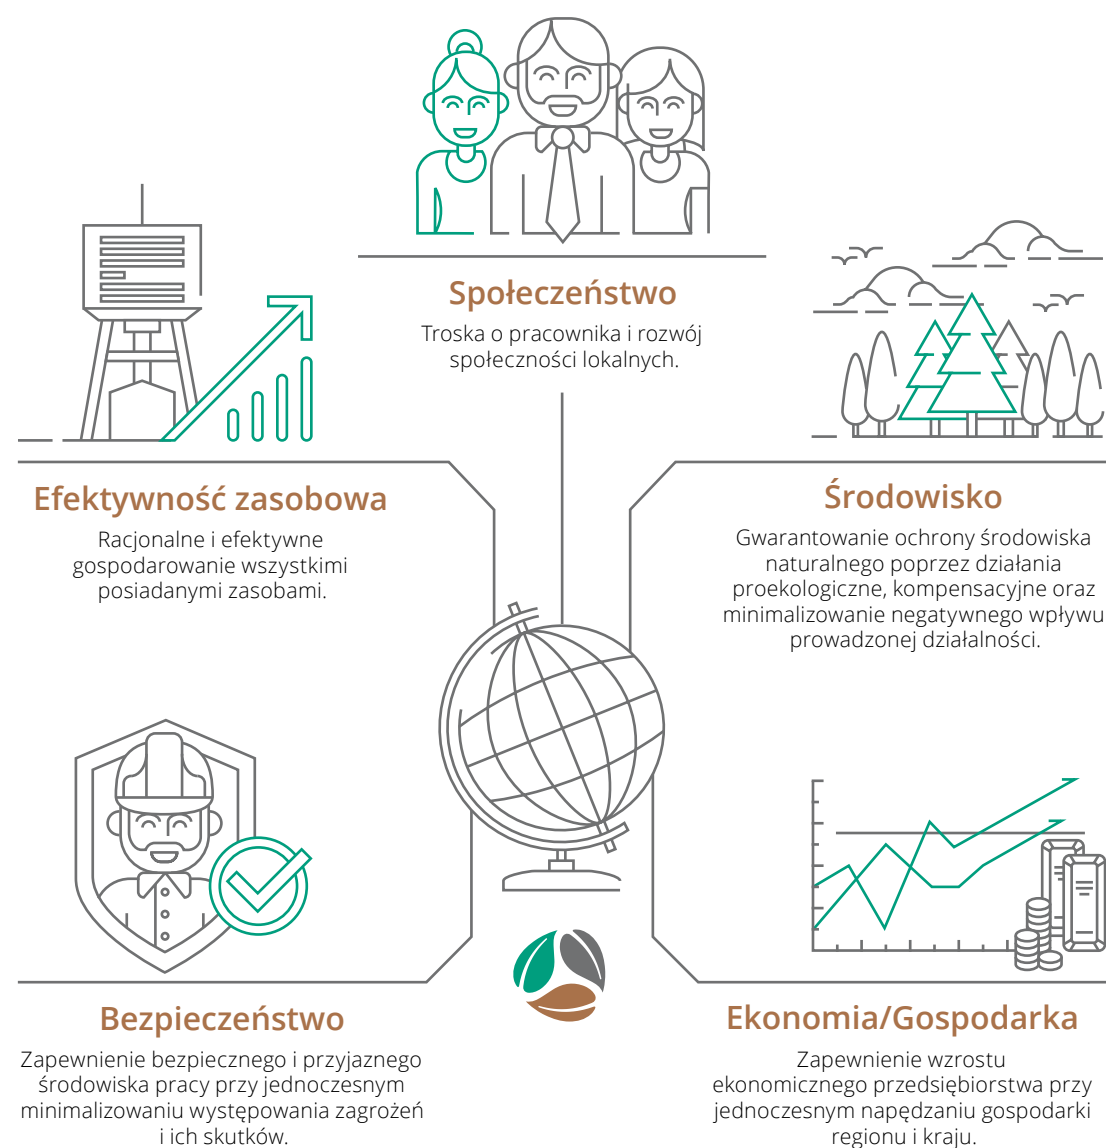 Społeczeństwo
Troska o pracownika i rozwój
społeczności lokalnych.
Efektywność zasobowa
Racjonalne i efektywne
gospodarowanie wszystkimi
posiadanymi zasobami.
Środowisko
Gwarantowanie ochrony środowiska
naturalnego poprzez działania
proekologiczne, kompensacyjne oraz
minimalizowanie negatywnego wpływu
prowadzonej działalności.
Bezpieczeństwo
Zapewnienie bezpiecznego i przyjaznego
środowiska pracy przy jednoczesnym
minimalizowaniu występowania zagrożeń
i ich skutków.
Ekonomia/Gospodarka
Zapewnienie wzrostu
ekonomicznego przedsiębiorstwa przy
jednoczesnym napędzaniu gospodarki
regionu i kraju.